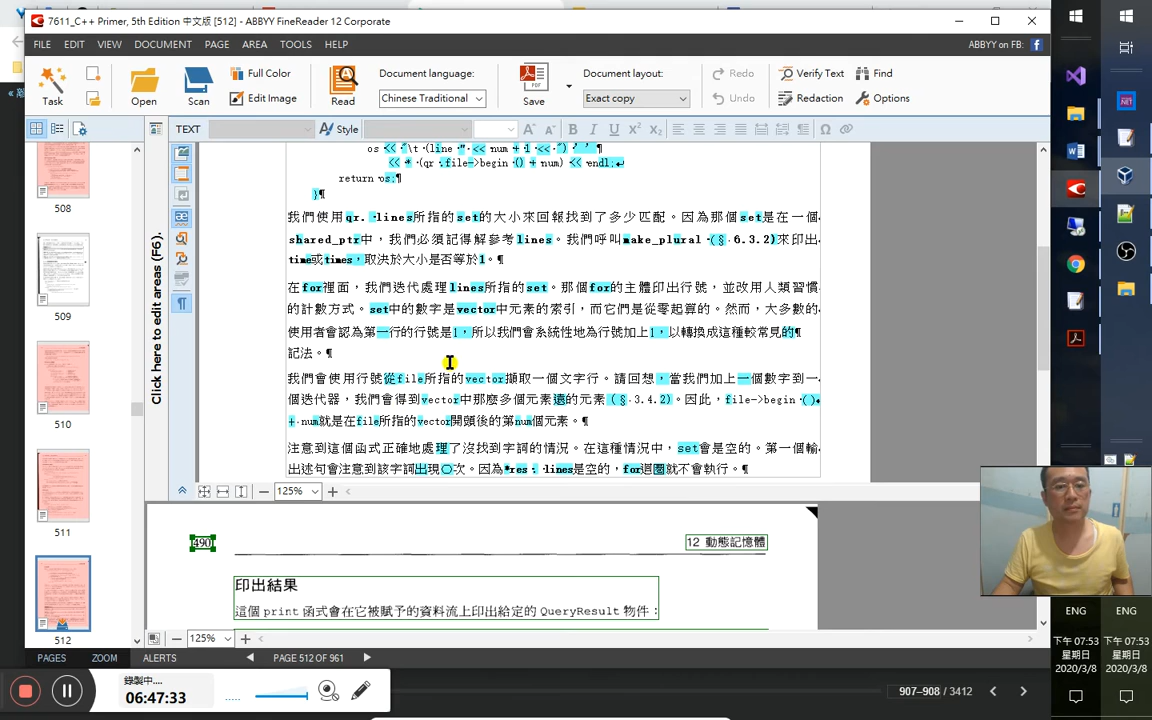 7611_C++ Primer, 5th Edition 中文版 [512] - ABBYY FineReader 12 Corporate
FILE EDIT VIEW DOCUMENT PAGE AREA TOOLS HELP
ABBYY on FB:
Task
Open
Scan
Full Color
Edit Image
Read
Document language:
Chinese Traditional
Save
Document layout:
Exact copy
Redo
Undo
Verify Text
Find
Redaction
Options
TEXT
Style
B I U X² X₂
508
509
510
511
512
Click here to edit areas (F6).
os << "\t (line " << num + 1 << ") "
<< * (qr.file->begin () + num) << endl;
return os;
}
我們使用qr. lines所指的set的大小來回報找到了多少匹配。因為那個set是在一個
shared_ptr中,我們必須記得解參考lines。我們呼叫make_plural (§ 6.3.2)來印出
time或times,取決於大小是否等於1。
在for裡面,我們迭代處理lines所指的set。那個for的主體印出行號,並改用人類習慣
的計數方式。set中的數字是vector中元素的索引,而它們是從零起算的。然而,大多數的
使用者會認為第一行的行號是1,所以我們會系統性地為行號加上1,以轉換成這種較常見的
記法。
我們會使用行號從file所指的vector擷取一個文字行。請回想,當我們加上一個數字到一
個迭代器,我們會得到vector中那麼多個元素遠的元素 (§ 3.4.2)。因此,file->begin ()
+ num就是在file所指的vector開頭後的第num個元素。
注意到這個函式正確地處理了沒找到字詞的情況。在這種情況中,set會是空的。第一個輸
出述句會注意到該字詞出現〇次。因為*res : lines是空的,for迴圈就不會執行。
125%
490
12 動態記憶體
印出結果
這個 print 函式會在它被賦予的資料流上印出給定的 QueryResult 物件:
125%
PAGES ZOOM ALERTS
PAGE 512 OF 961
錄製中....
06:47:33
907–908 / 3412
.NET
ENG ENG
下午 07:53 下午 07:53
星期日 星期日
2020/3/8 2020/3/8